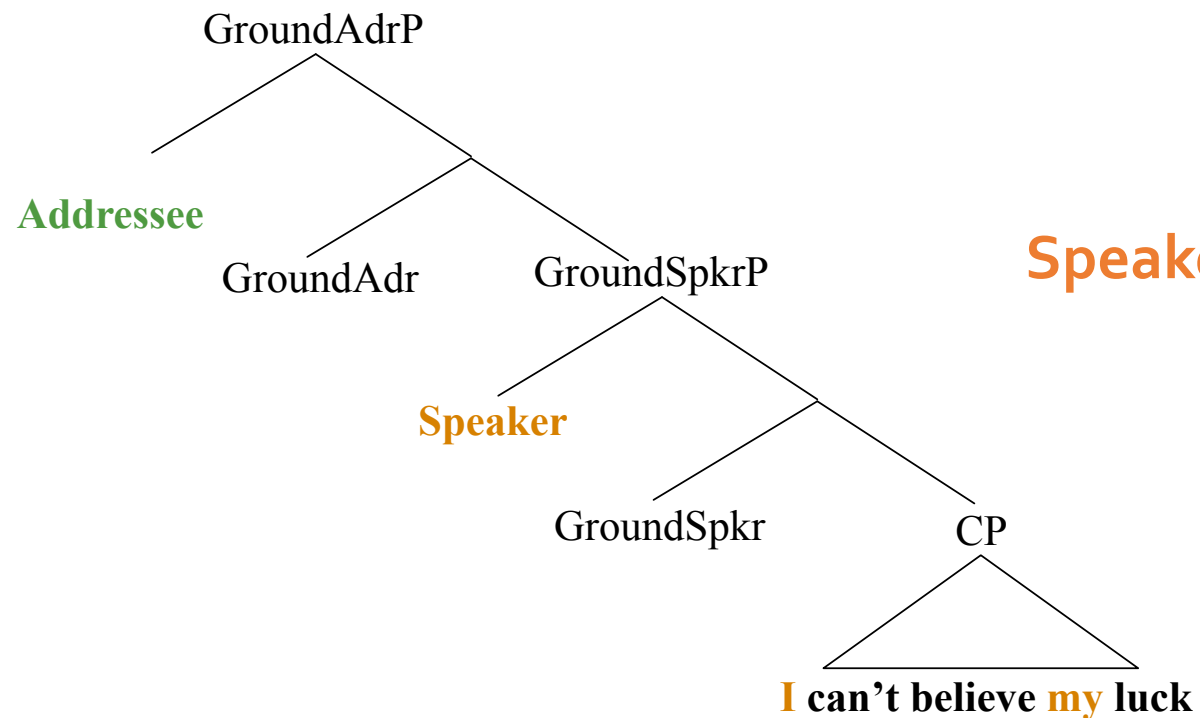 GroundAdrP
Addressee
GroundAdr
GroundSpkrP
Speaker
GroundSpkr
CP
I can't believe my luck